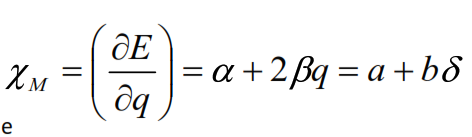 χ_M = (∂E/∂q) = α + 2βq = a + bδ
e